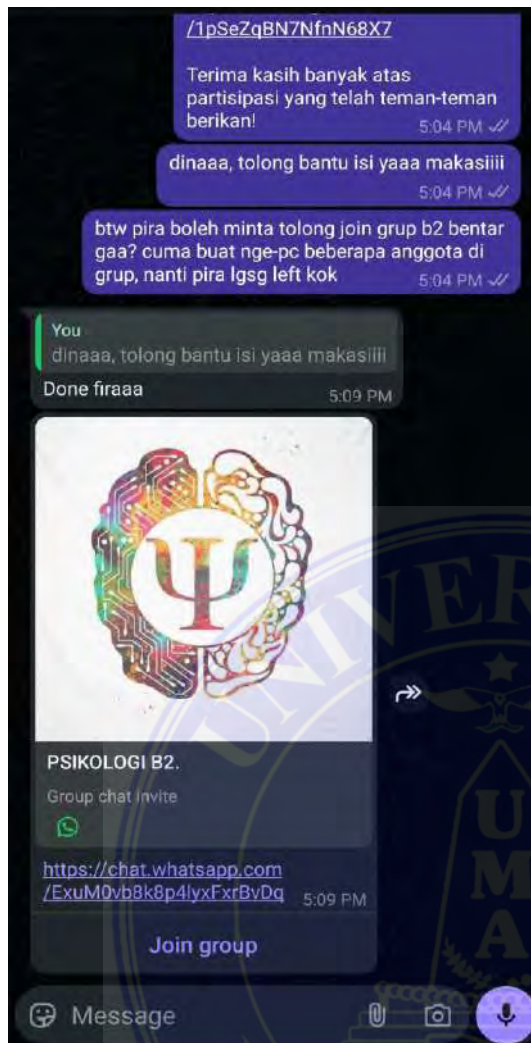 /1pSeZqBN7NfnN68X7
Terima kasih banyak atas
partisipasi yang telah teman-teman
berikan!
5:04 PM
dinaaa, tolong bantu isi yaaa makasiiii
5:04 PM
btw pira boleh minta tolong join grup b2 bentar
gaa? cuma buat nge-pc beberapa anggota di
grup, nanti pira lgsg left kok
5:04 PM
You
dinaaa, tolong bantu isi yaaa makasiiii
Done firaaa
5:09 PM
Ψ
PSIKOLOGI B2.
Group chat invite
https://chat.whatsapp.com
/ExuM0vb8k8p4lyxFxrBvDq
5:09 PM
Join group
Message
UNIVER
UMA